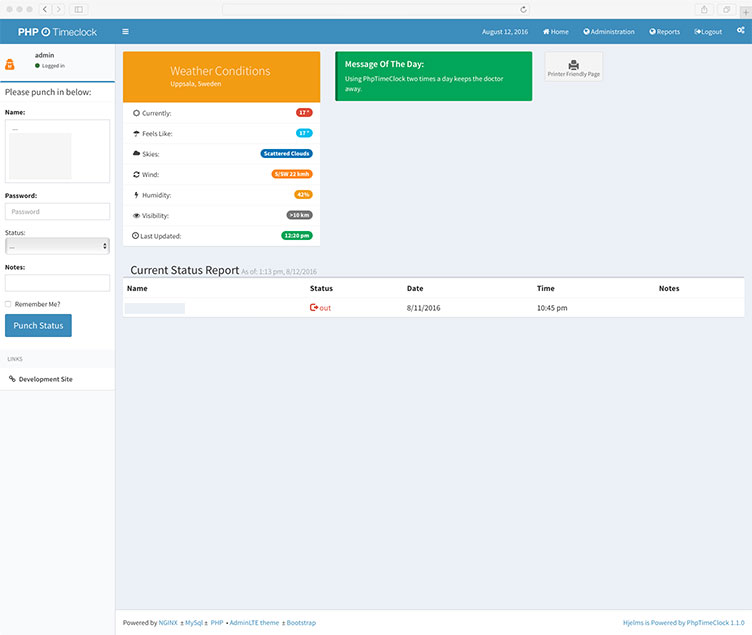 PHP Timeclock
August 12, 2016
Home
Administration
Reports
Logout
admin
Logged in
Please punch in below:
Name:
...
Password:
Password
Status:
...
Notes:
Remember Me?
Punch Status
LINKS
Development Site
Weather Conditions
Uppsala, Sweden
Currently: 17 °
Feels Like: 17 °
Skies: Scattered Clouds
Wind: S/SW 22 kmh
Humidity: 42%
Visibility: >10 km
Last Updated: 12:20 pm
Message Of The Day:
Using PhpTimeClock two times a day keeps the doctor
away.
Printer Friendly Page
Current Status Report As of: 1:13 pm, 8/12/2016
Name Status Date Time Notes
out 8/11/2016 10:45 pm
Powered by NGINX ± MySql ± PHP • AdminLTE theme ± Bootstrap
Hjelms is Powered by PhpTimeClock 1.1.0